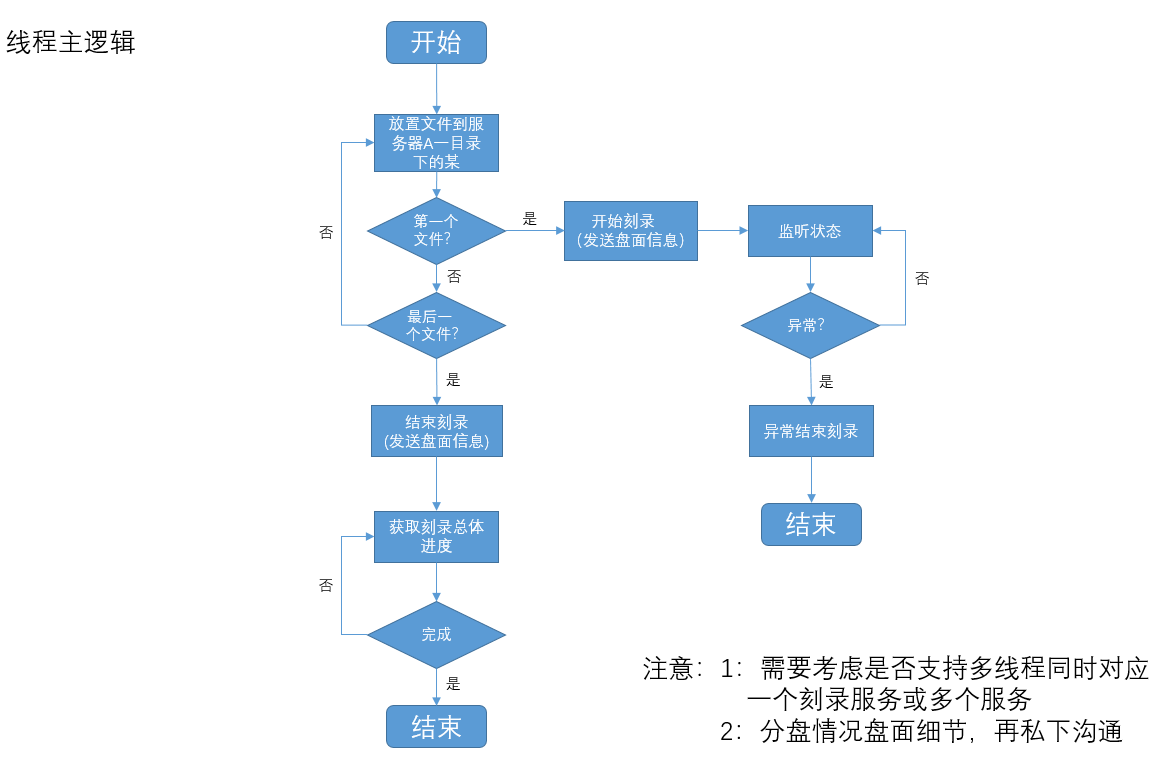 线程主逻辑
开始
放置文件到服
务器A一目录
下的某
第一个
文件?
是
开始刻录
(发送盘面信息)
监听状态
否
否
否
最后一
个文件?
异常?
是
是
结束刻录
(发送盘面信息)
异常结束刻录
获取刻录总体
进度
结束
否
完成
是
结束
注意：1：需要考虑是否支持多线程同时对应
一个刻录服务或多个服务
2：分盘情况盘面细节，再私下沟通